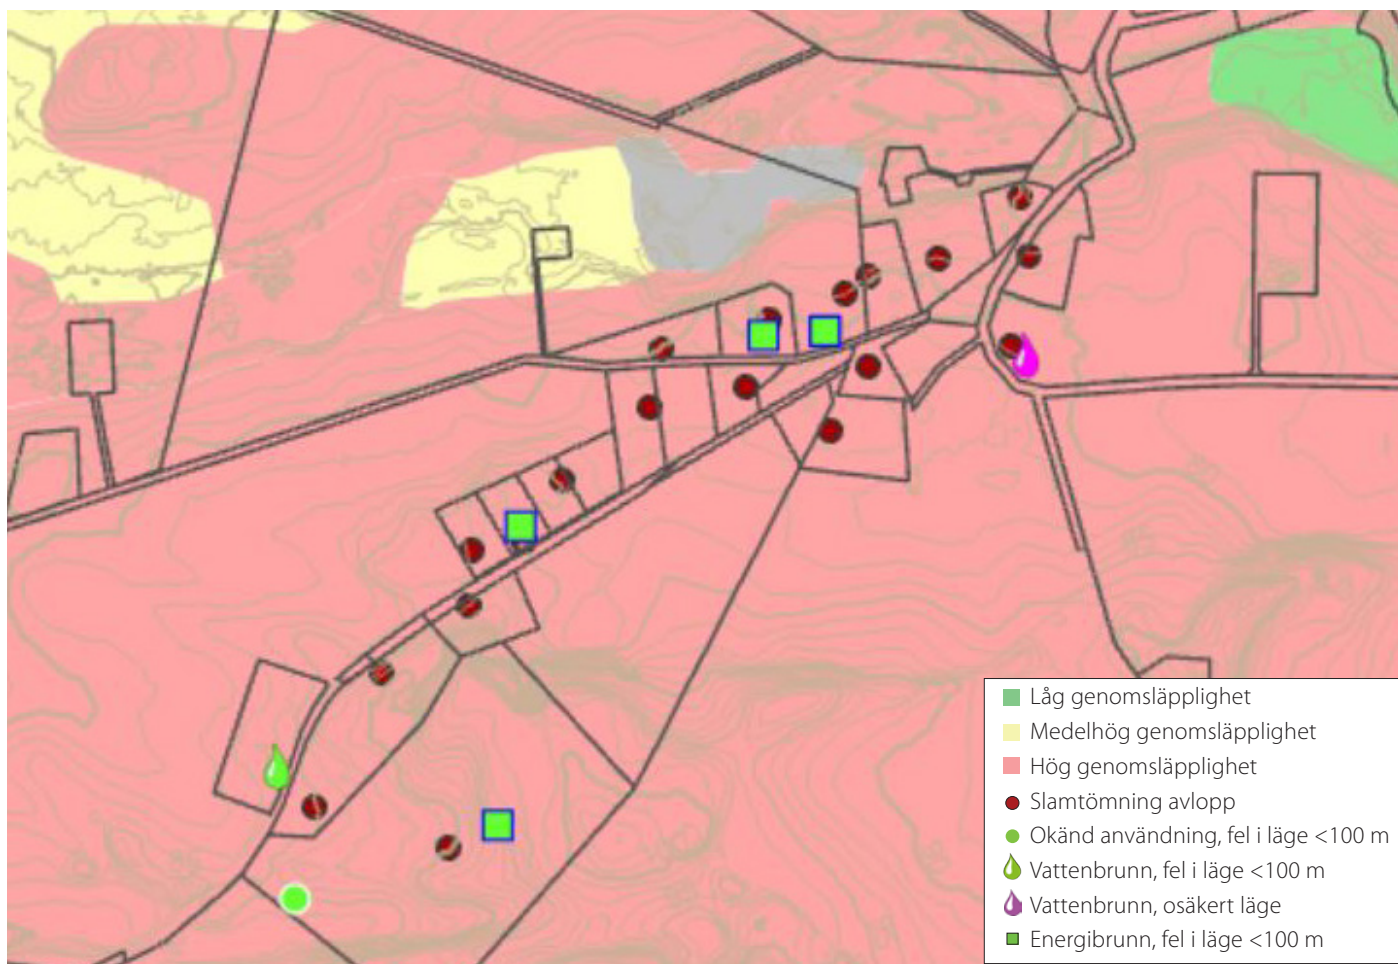 Låg genomsläpplighet
Medelhög genomsläpplighet
Hög genomsläpplighet
Slamtömning avlopp
Okänd användning, fel i läge <100 m
Vattenbrunn, fel i läge <100 m
Vattenbrunn, osäkert läge
Energibrunn, fel i läge <100 m